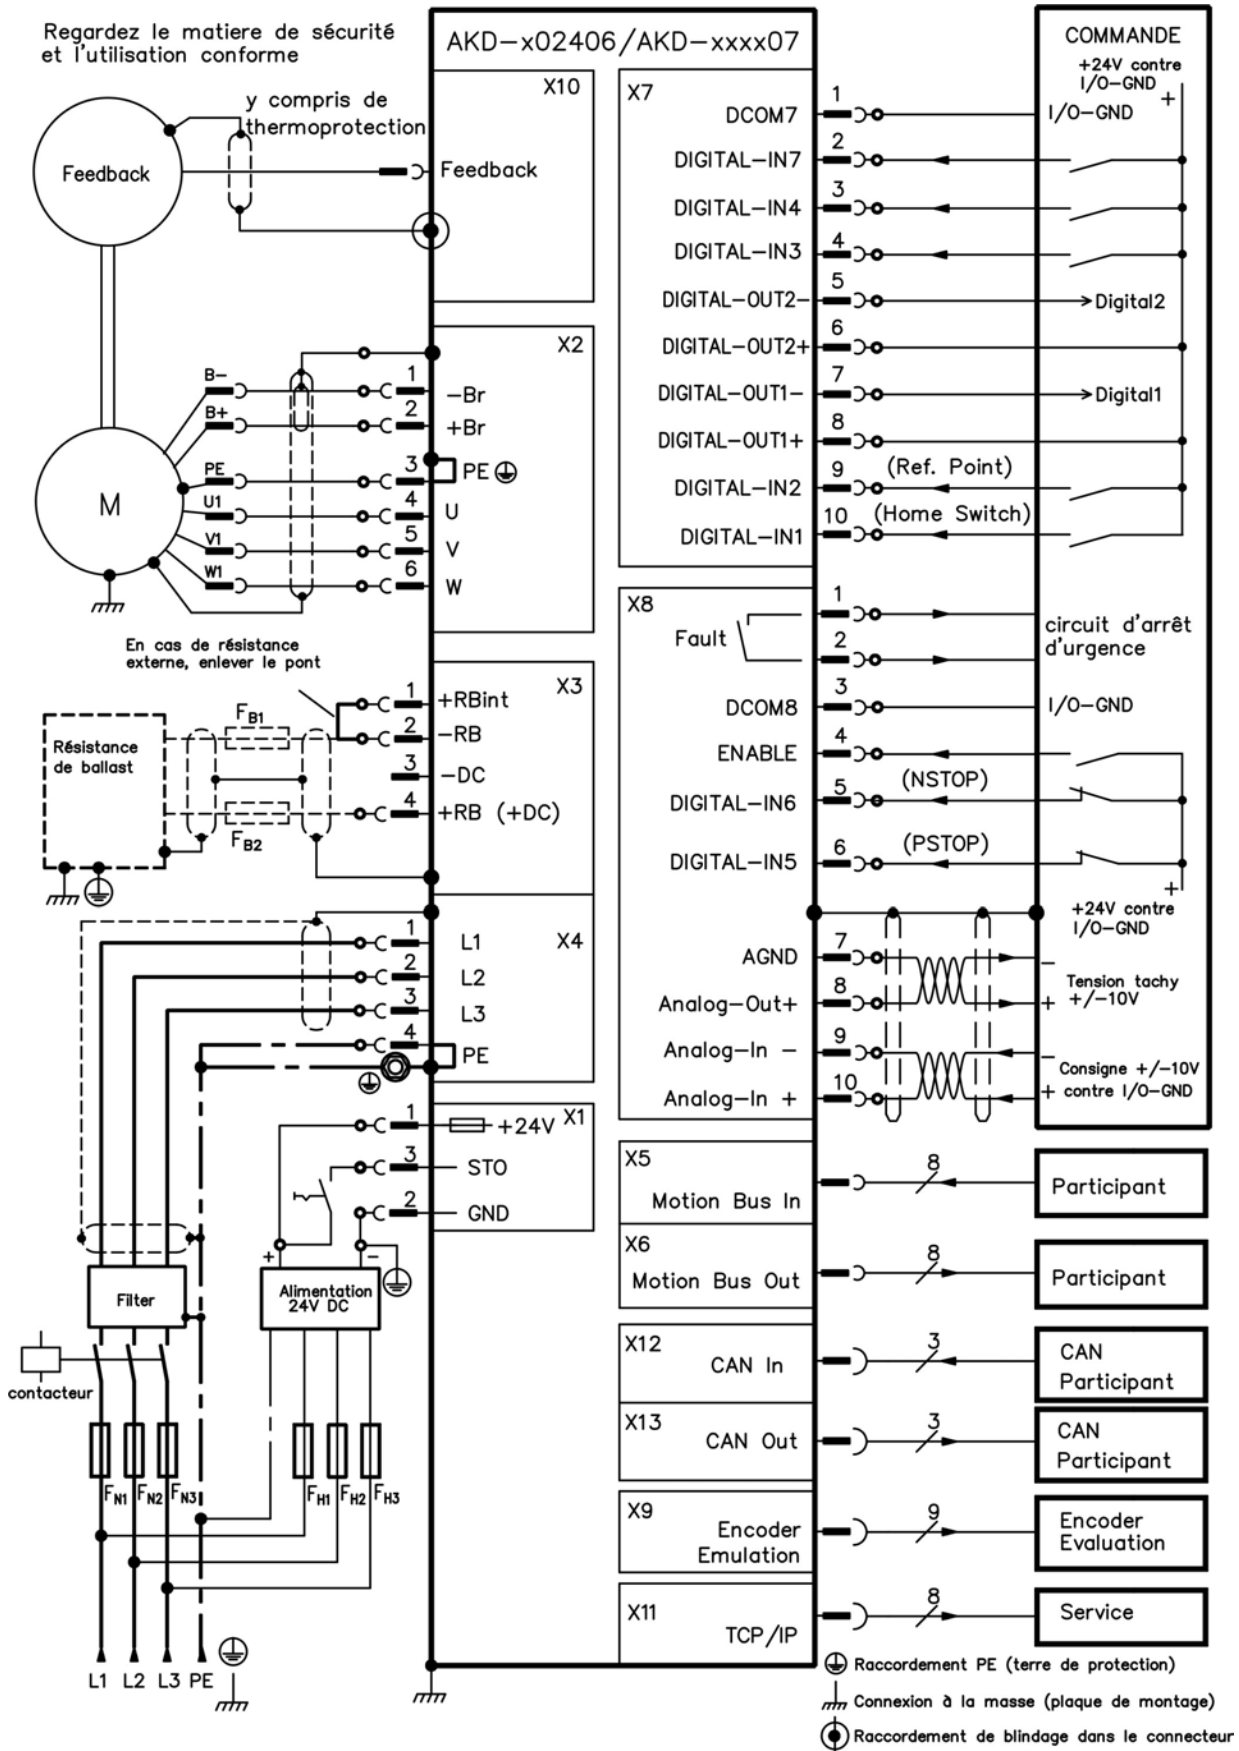 Regardez le matiere de sécurité
et l'utilisation conforme
AKD-x02406/AKD-xxxx07
COMMANDE
+24V contre
I/O-GND
+
I/O-GND
y compris de
thermoprotection
Feedback
X10
Feedback
X7
DCOM7
1
DIGITAL-IN7
2
DIGITAL-IN4
3
DIGITAL-IN3
4
DIGITAL-OUT2-
5
Digital2
DIGITAL-OUT2+
6
DIGITAL-OUT1-
7
Digital1
DIGITAL-OUT1+
8
DIGITAL-IN2
9
(Ref. Point)
DIGITAL-IN1
10
(Home Switch)
X2
M
B-
1
-Br
B+
2
+Br
PE
3
PE
U1
4
U
V1
5
V
W1
6
W
En cas de résistance
externe, enlever le pont
X8
Fault
1
2
circuit d'arrêt
d'urgence
DCOM8
3
I/O-GND
ENABLE
4
DIGITAL-IN6
5
(NSTOP)
DIGITAL-IN5
6
(PSTOP)
+
+24V contre
I/O-GND
AGND
7
-
Analog-Out+
8
+
Tension tachy
+/-10V
Analog-In -
9
-
Analog-In +
10
+
Consigne +/-10V
contre I/O-GND
X3
Résistance
de ballast
FB1
FB2
1
+RBint
2
-RB
3
-DC
4
+RB (+DC)
X4
1
L1
2
L2
3
L3
4
PE
X1
1
+24V
3
STO
2
GND
+
-
Alimentation
24V DC
Filter
contacteur
FN1
FN2
FN3
FH1
FH2
FH3
L1
L2
L3
PE
X5
Motion Bus In
8
Participant
X6
Motion Bus Out
8
Participant
X12
CAN In
3
CAN
Participant
X13
CAN Out
3
CAN
Participant
X9
Encoder
Emulation
9
Encoder
Evaluation
X11
TCP/IP
8
Service
Raccordement PE (terre de protection)
Connexion à la masse (plaque de montage)
Raccordement de blindage dans le connecteur